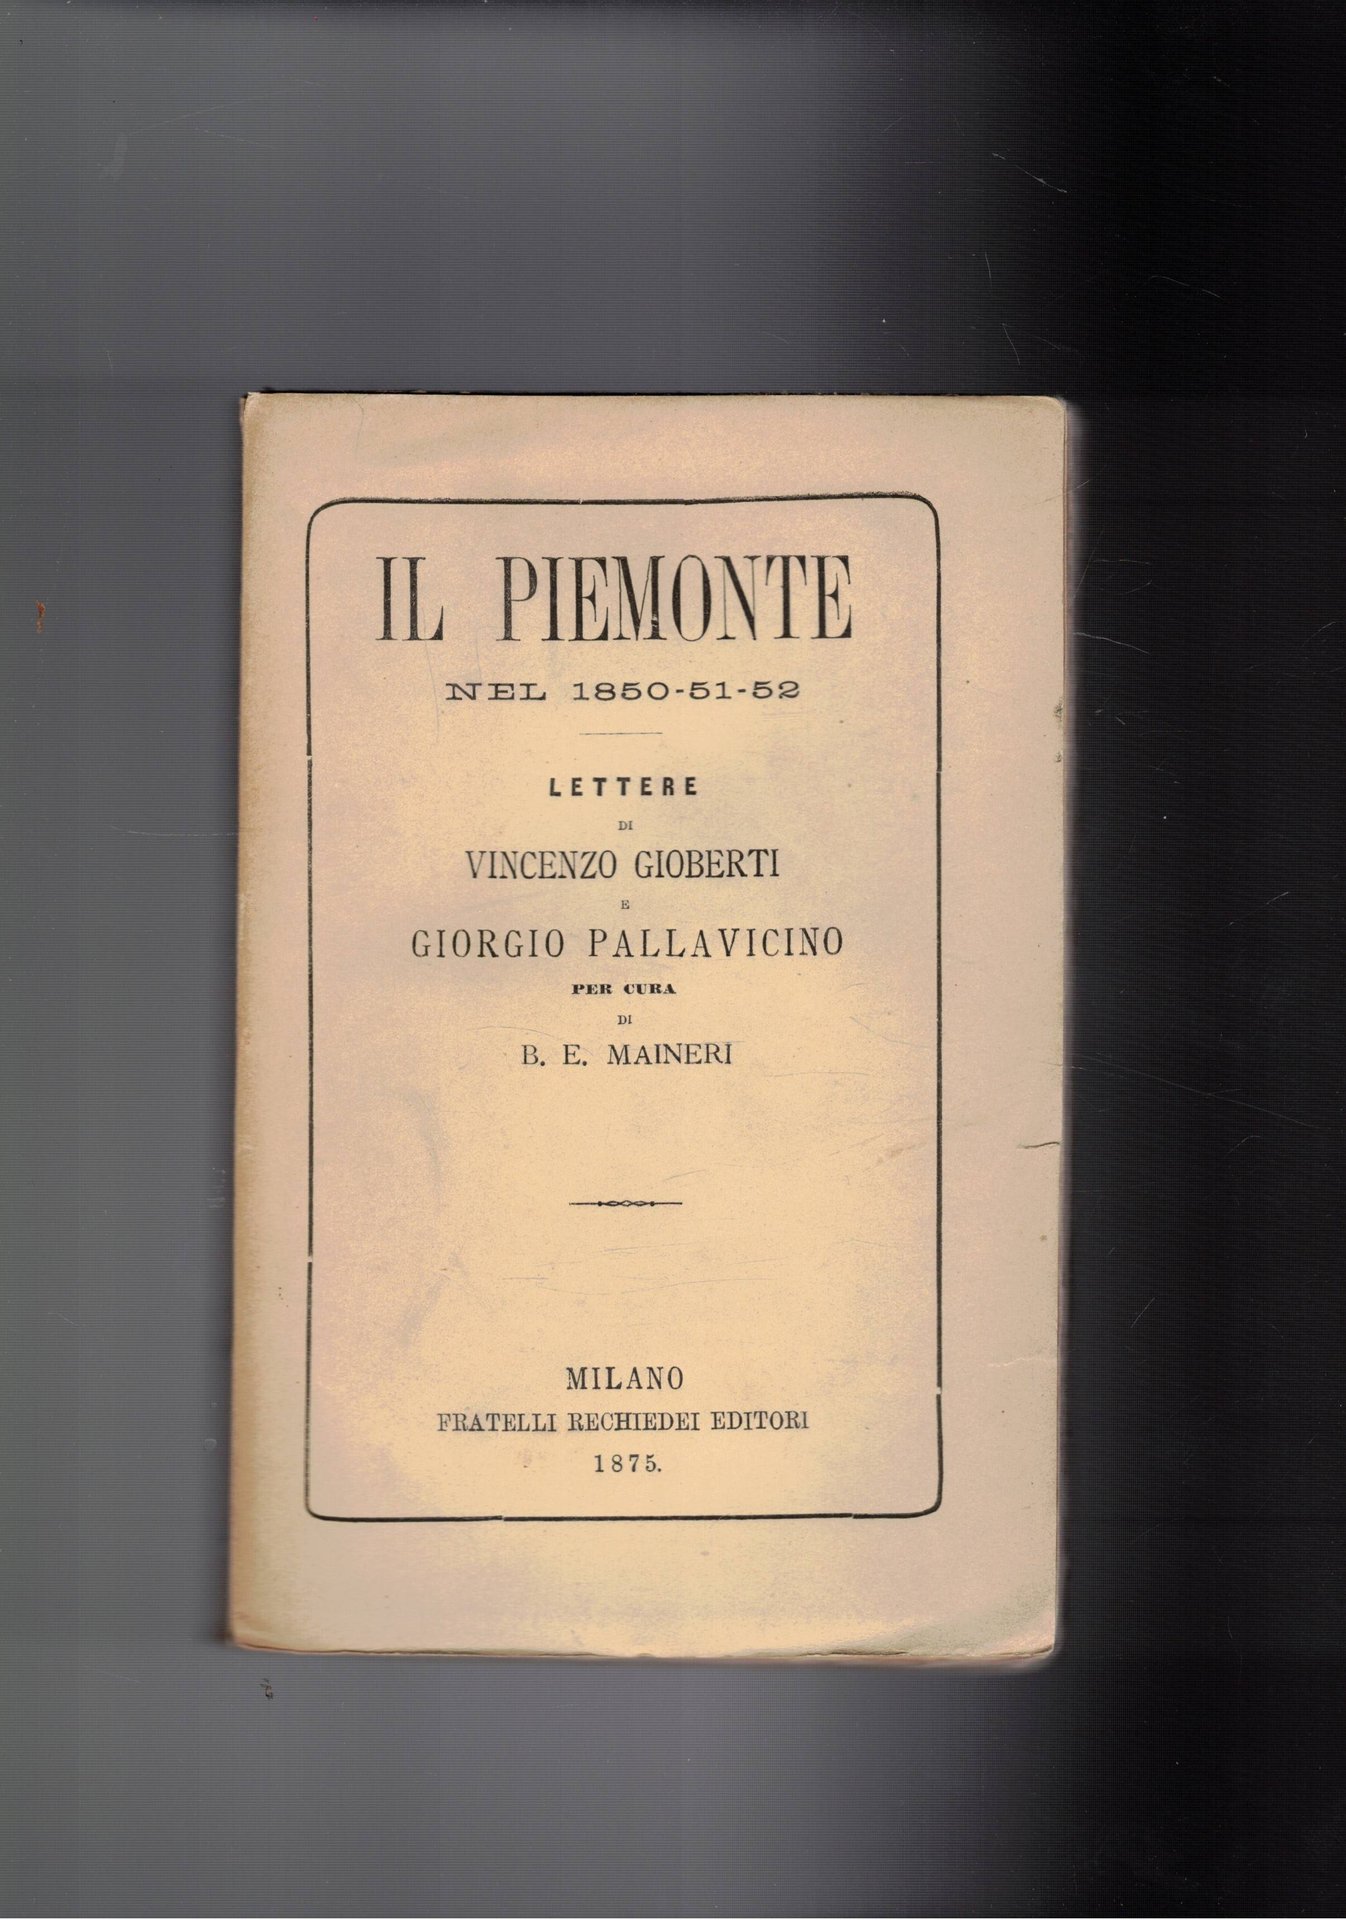 IL PIEMONTE
NEL 1850-51-52
LETTERE
DI
VINCENZO GIOBERTI
E
GIORGIO PALLAVICINO
PER CURA
DI
B. E. MAINERI
MILANO
FRATELLI RECHIEDEI EDITORI
1875.